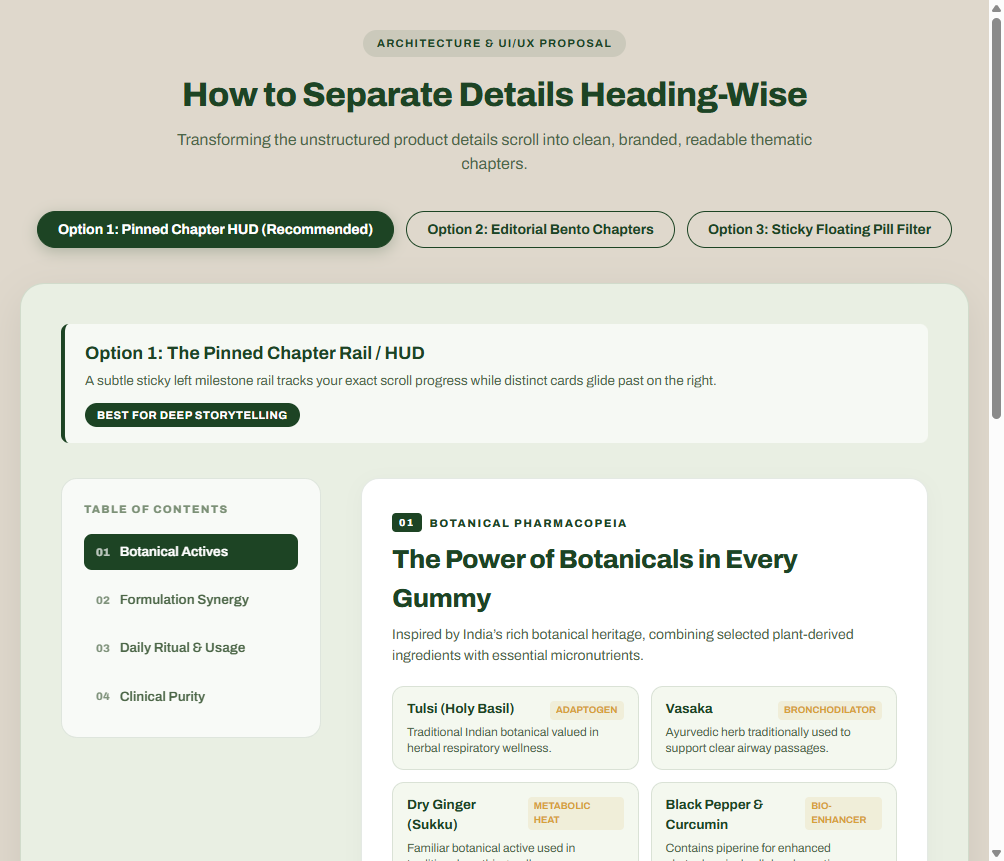 ARCHITECTURE & UI/UX PROPOSAL
How to Separate Details Heading-Wise
Transforming the unstructured product details scroll into clean, branded, readable thematic
chapters.
Option 1: Pinned Chapter HUD (Recommended)
Option 2: Editorial Bento Chapters
Option 3: Sticky Floating Pill Filter
Option 1: The Pinned Chapter Rail / HUD
A subtle sticky left milestone rail tracks your exact scroll progress while distinct cards glide past on the right.
BEST FOR DEEP STORYTELLING
TABLE OF CONTENTS
01 Botanical Actives
02 Formulation Synergy
03 Daily Ritual & Usage
04 Clinical Purity
01 BOTANICAL PHARMACOPEIA
The Power of Botanicals in Every
Gummy
Inspired by India’s rich botanical heritage, combining selected plant-derived
ingredients with essential micronutrients.
Tulsi (Holy Basil)
ADAPTOGEN
Traditional Indian botanical valued in
herbal respiratory wellness.
Vasaka
BRONCHODILATOR
Ayurvedic herb traditionally used to
support clear airway passages.
Dry Ginger
(Sukku)
METABOLIC
HEAT
Familiar botanical active used in
Black Pepper &
Curcumin
BIO-
ENHANCER
Contains piperine for enhanced